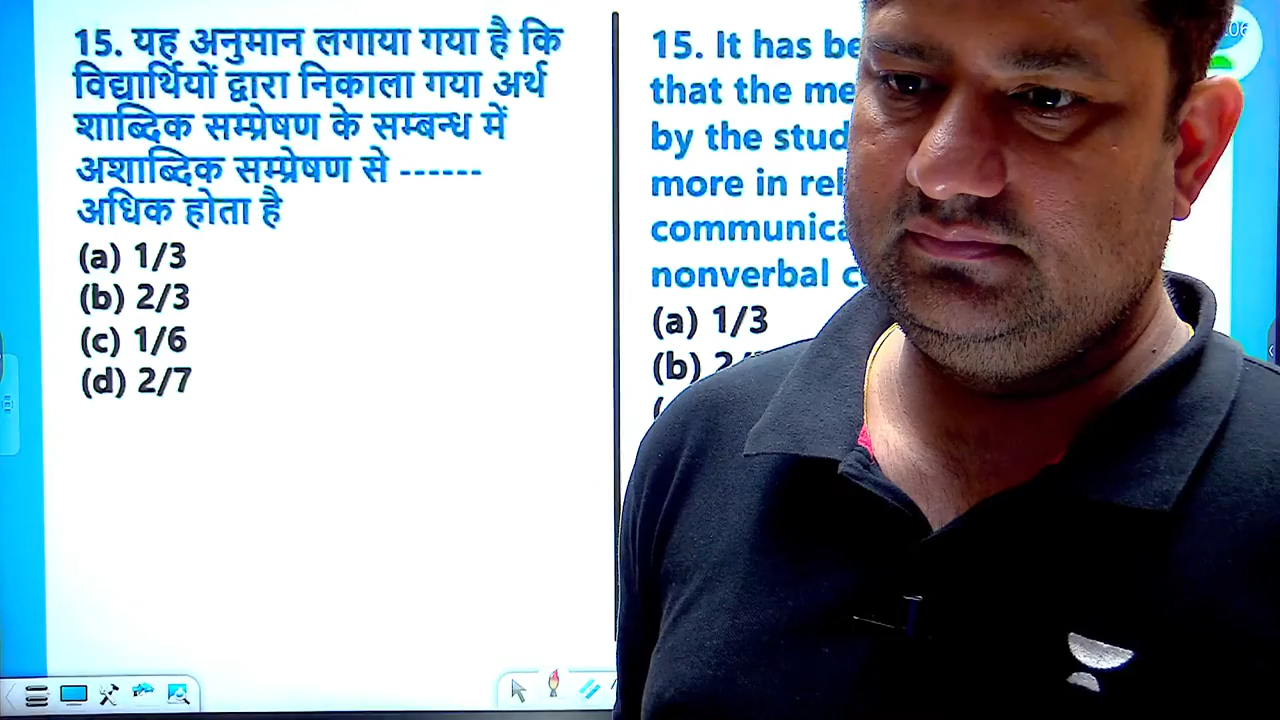 15. यह अनुमान लगाया गया है कि
विद्यार्थियों द्वारा निकाला गया अर्थ
शाब्दिक सम्प्रेषण के सम्बन्ध में
अशाब्दिक सम्प्रेषण से ------
अधिक होता है
(a) 1/3
(b) 2/3
(c) 1/6
(d) 2/7
15. It has be
that the me
by the stud
more in rel
communica
nonverbal
(a) 1/3
(b)